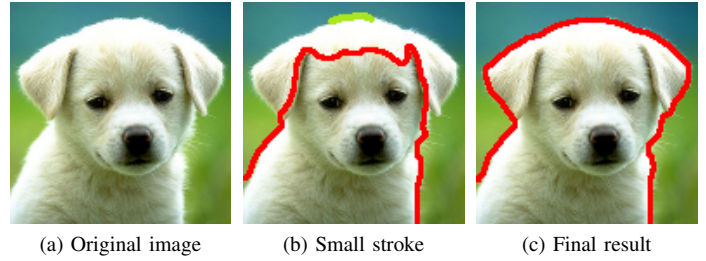 (a) Original image
(b) Small stroke
(c) Final result